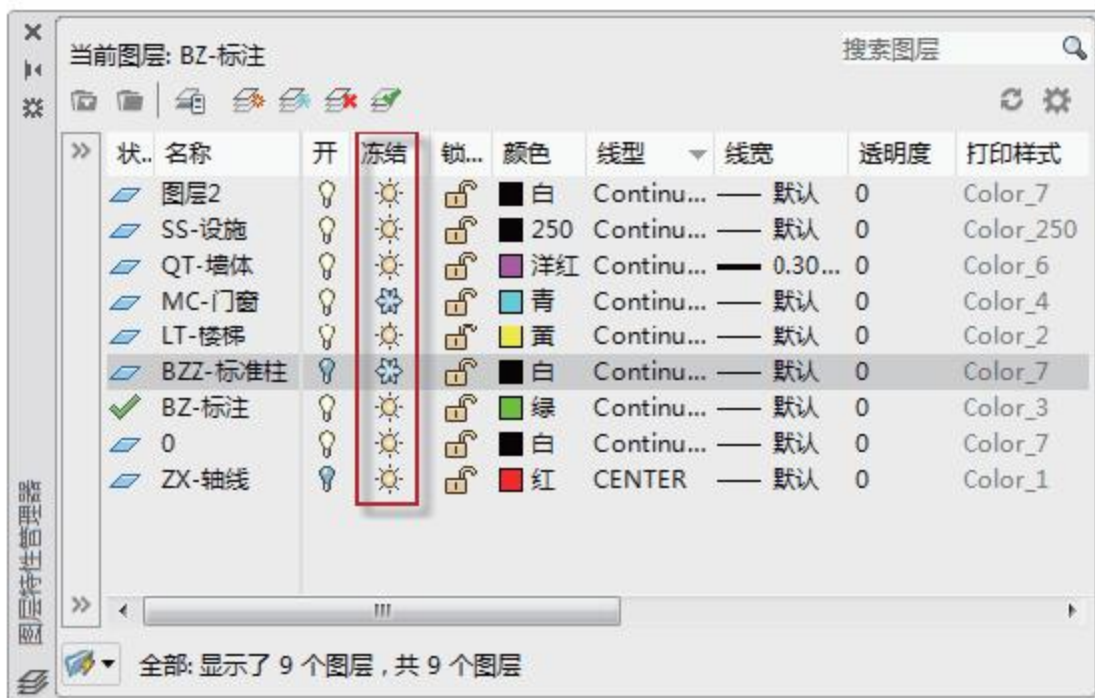 当前图层: BZ-标注
搜索图层
状.. 名称 开 冻结 锁... 颜色 线型 线宽 透明度 打印样式
图层2 白 Continu... 默认 0 Color_7
SS-设施 250 Continu... 默认 0 Color_250
QT-墙体 洋红 Continu... 0.30... 0 Color_6
MC-门窗 青 Continu... 默认 0 Color_4
LT-楼梯 黄 Continu... 默认 0 Color_2
BZZ-标准柱 白 Continu... 默认 0 Color_7
BZ-标注 绿 Continu... 默认 0 Color_3
0 白 Continu... 默认 0 Color_7
ZX-轴线 红 CENTER 默认 0 Color_1
图层特性管理器
全部: 显示了 9 个图层 , 共 9 个图层